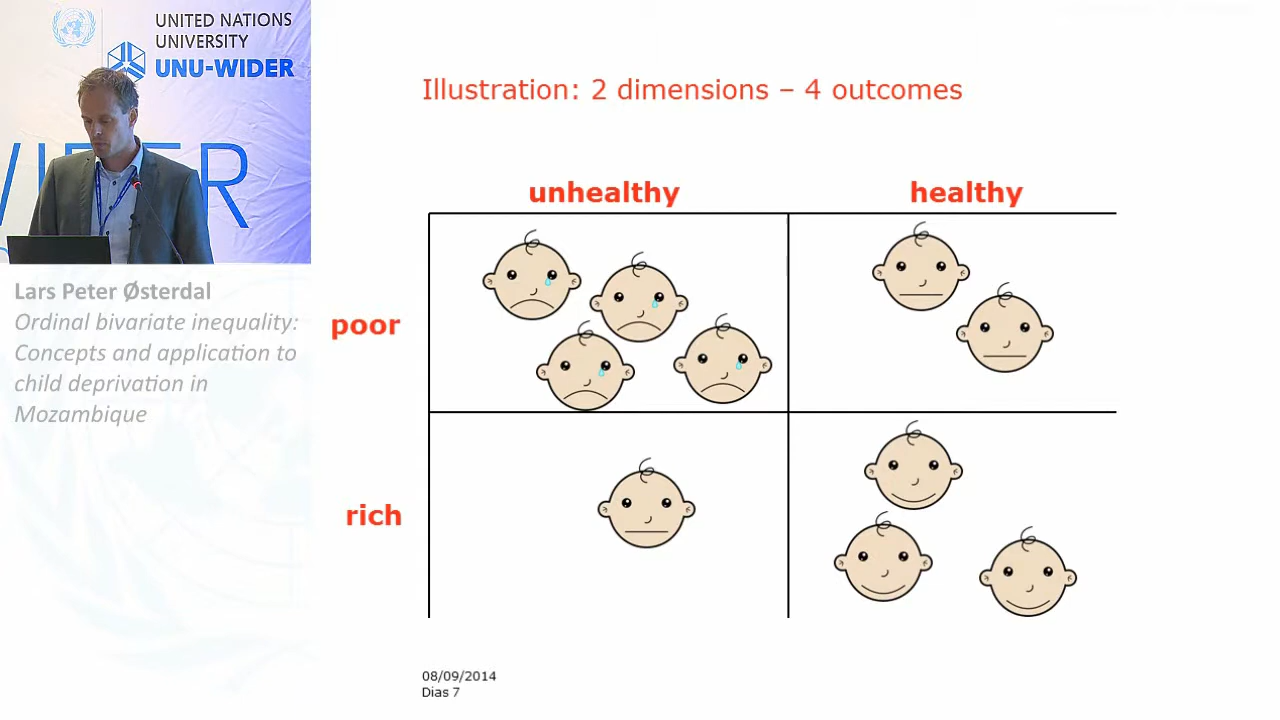 UNITED NATIONS
UNIVERSITY
UNU-WIDER
WIDER
Lars Peter Østerdal
Ordinal bivariate inequality:
Concepts and application to
child deprivation in
Mozambique
Illustration: 2 dimensions – 4 outcomes
unhealthy
healthy
poor
rich
08/09/2014
Dias 7